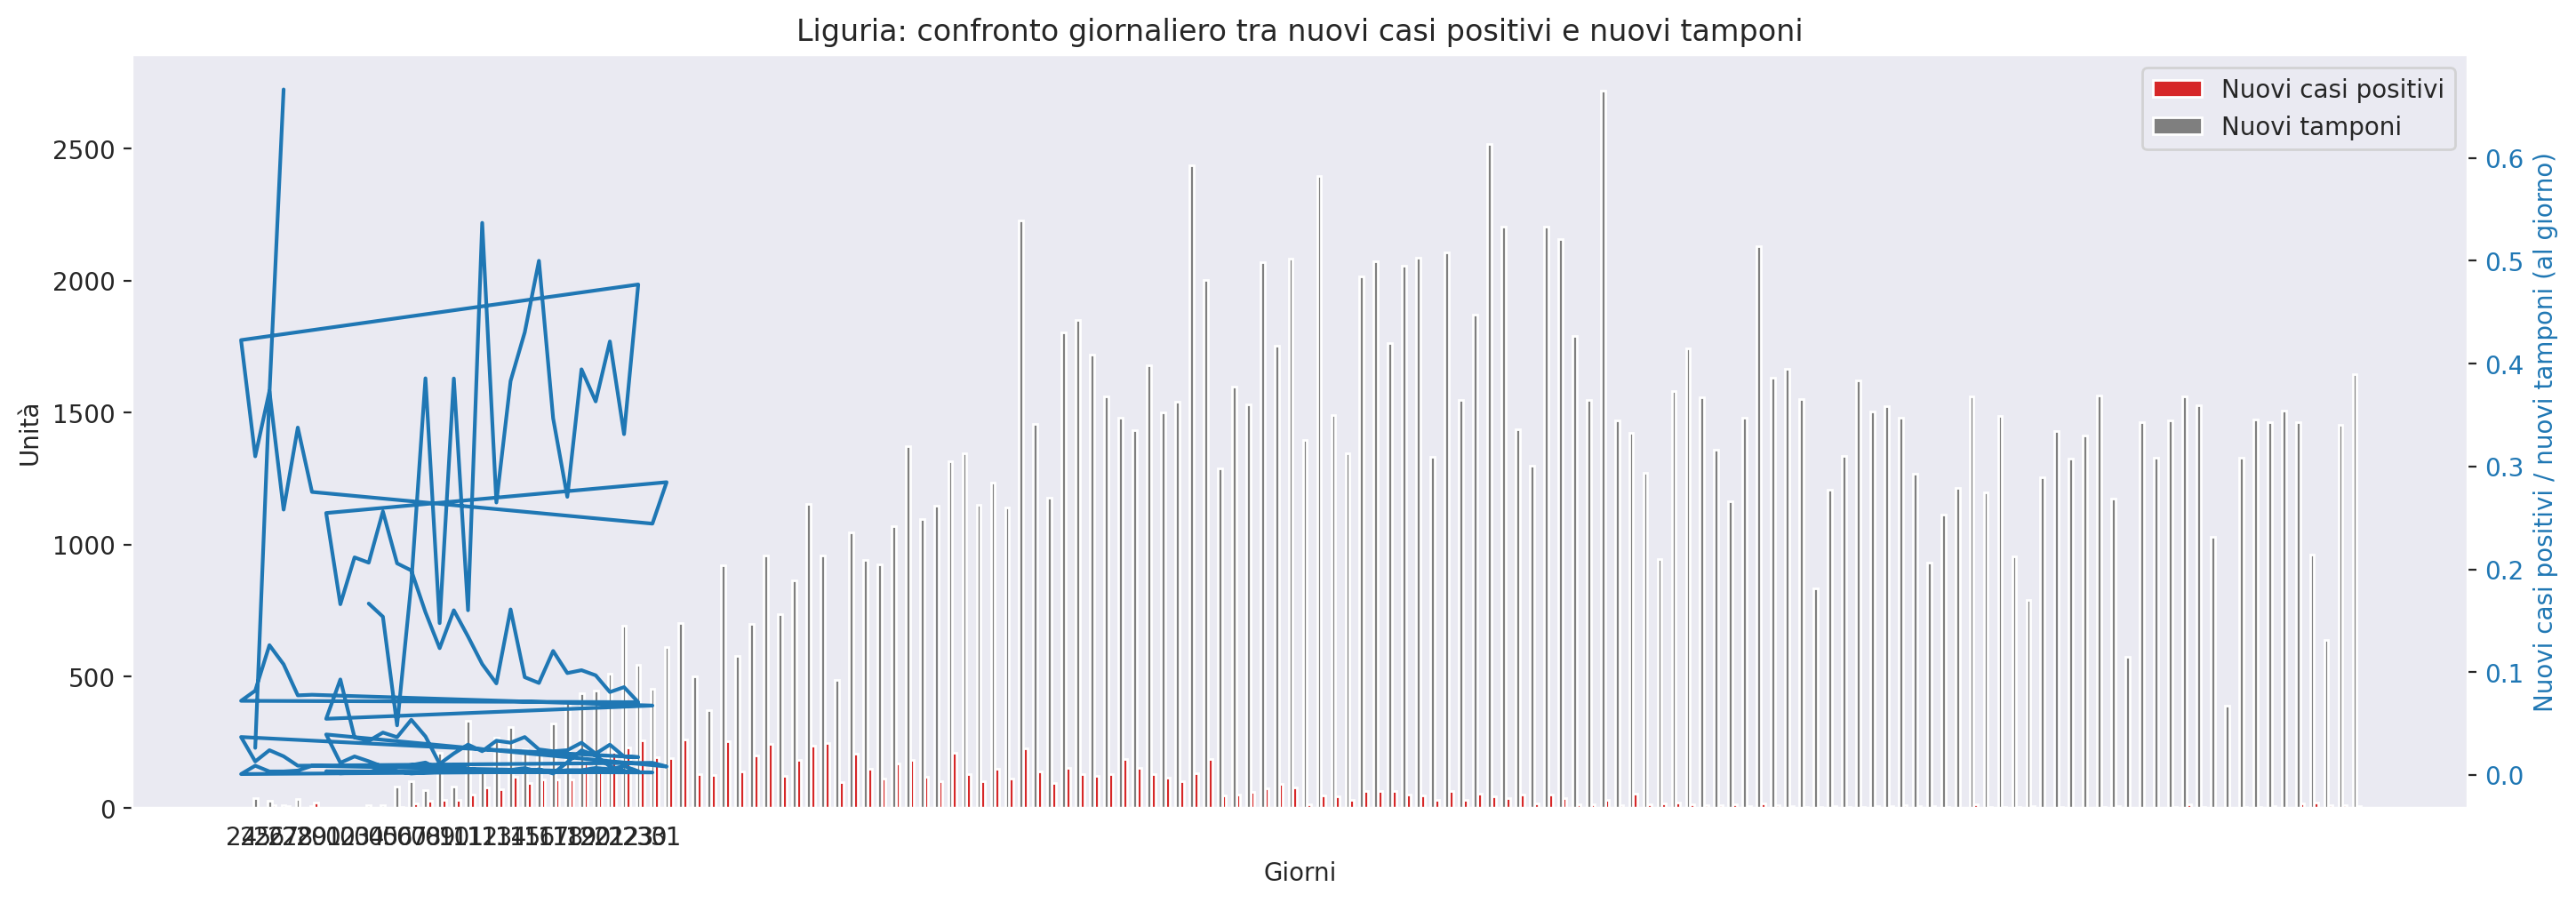 Liguria: confronto giornaliero tra nuovi casi positivi e nuovi tamponi
Nuovi casi positivi
Nuovi tamponi
2500
2000
1500
1000
500
0
Unità
0.6
0.5
0.4
0.3
0.2
0.1
0.0
Nuovi casi positivi / nuovi tamponi (al giorno)
Giorni